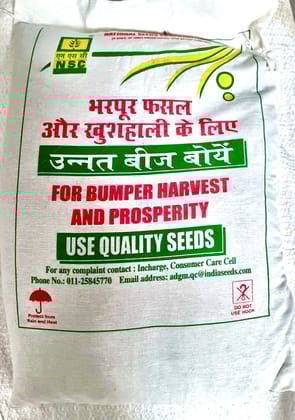 एन एस सी
NSC
भरपूर फसल
और खुशहाली के लिए
उन्नत बीज बोयें
FOR BUMPER HARVEST
AND PROSPERITY
USE QUALITY SEEDS
For any complaint contact : Incharge, Consumer Care Cell
Phone No.: 011-25845770 Email address: adgm.qc@indiaseeds.com
Protect from
Rain and Heat
DO NOT
USE HOOK